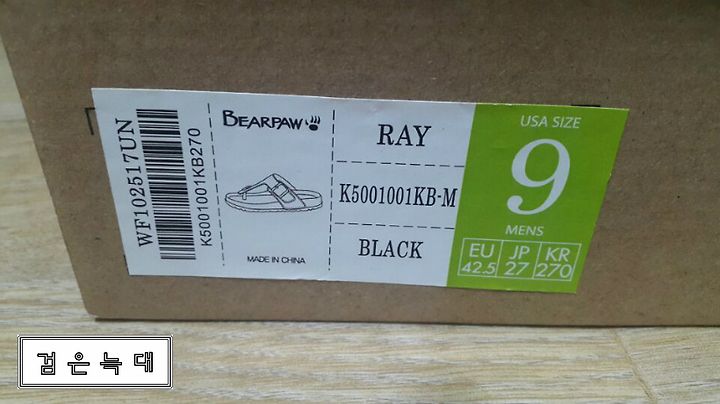 WF102517UN
K5001001KB270
BEARPAW
MADE IN CHINA
RAY
K5001001KB-M
BLACK
USA SIZE
9
MENS
EU JP KR
42.5 27 270
검은늑대